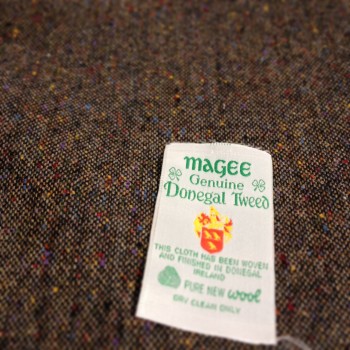 MAGEE
Genuine
Donegal Tweed
THIS CLOTH HAS BEEN WOVEN
AND FINISHED IN DONEGAL
IRELAND
PURE NEW wool
DRY CLEAN ONLY